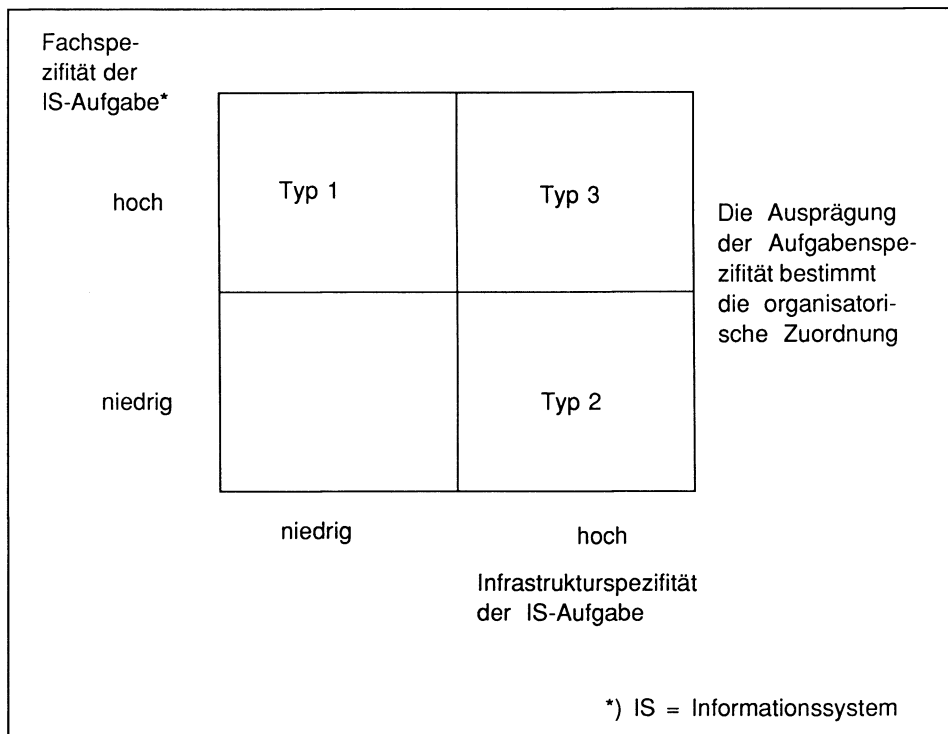 Fachspe-
zifität der
IS-Aufgabe*
hoch
Typ 1
Typ 3
Die Ausprägung
der Aufgabenspe-
zifität bestimmt
die organisatori-
sche Zuordnung
niedrig
Typ 2
niedrig
hoch
Infrastrukturspezifität
der IS-Aufgabe
*) IS = Informationssystem